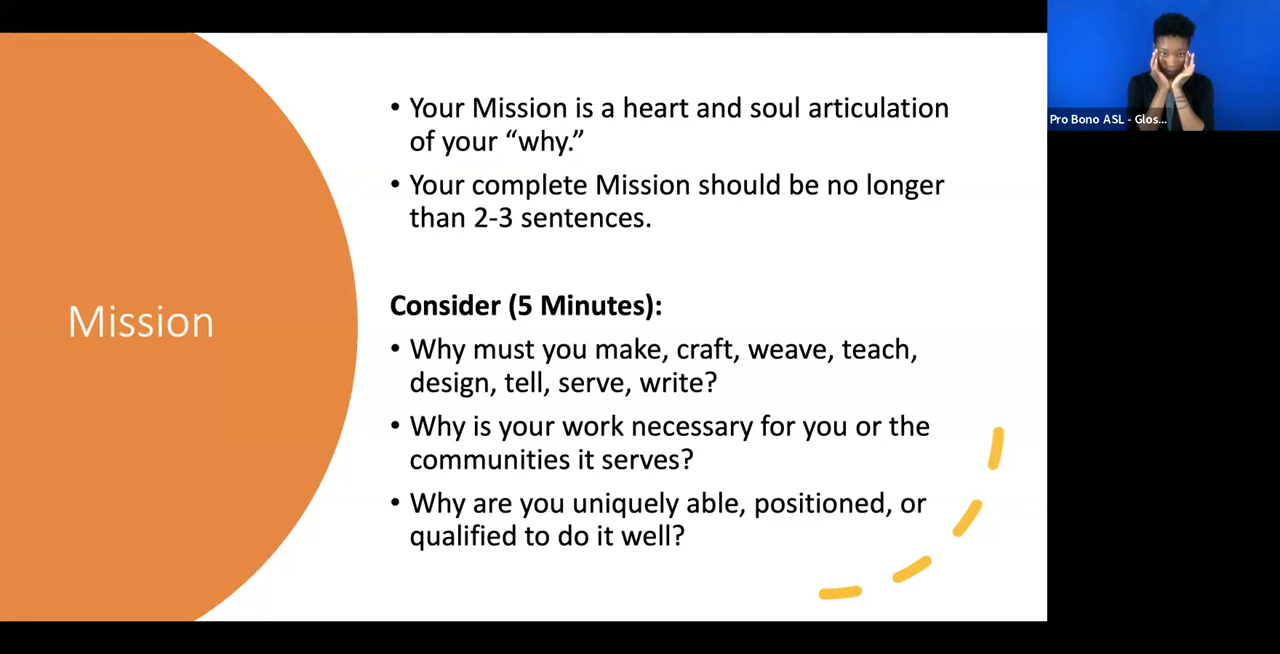 Mission
• Your Mission is a heart and soul articulation
of your “why.”
• Your complete Mission should be no longer
than 2-3 sentences.
Consider (5 Minutes):
• Why must you make, craft, weave, teach,
design, tell, serve, write?
• Why is your work necessary for you or the
communities it serves?
• Why are you uniquely able, positioned, or
qualified to do it well?
Pro Bono ASL - Glos...